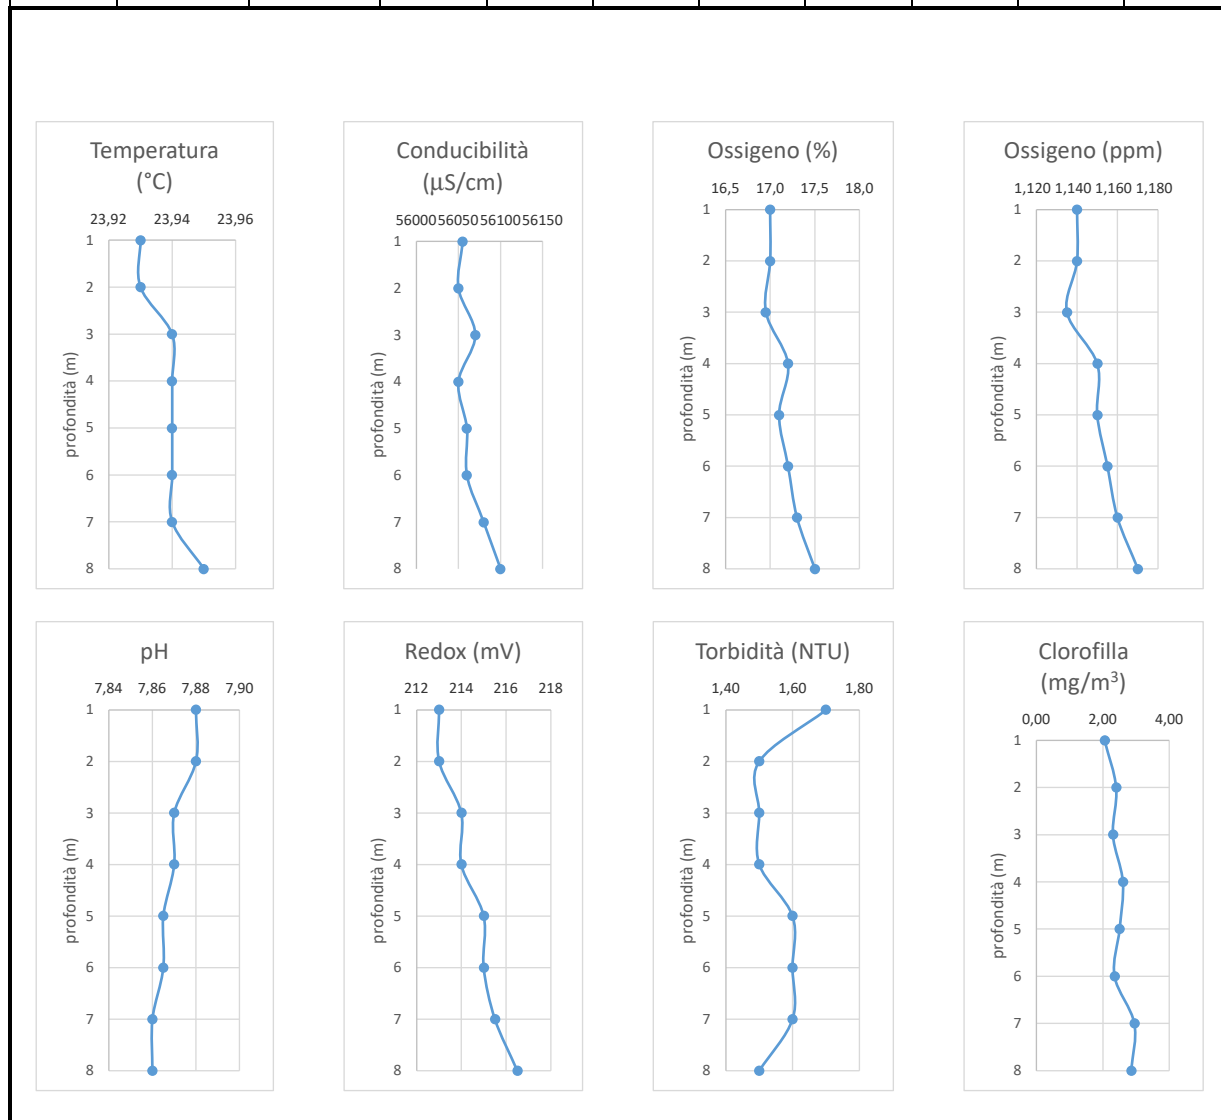 Temperatura
(°C)
23,92 23,94 23,96
1
2
3
4
5
6
7
8
profondità (m)
Conducibilità
(µS/cm)
56000 56050 56100 56150
1
2
3
4
5
6
7
8
profondità (m)
Ossigeno (%)
16,5 17,0 17,5 18,0
1
2
3
4
5
6
7
8
profondità (m)
Ossigeno (ppm)
1,120 1,140 1,160 1,180
1
2
3
4
5
6
7
8
profondità (m)
pH
7,84 7,86 7,88 7,90
1
2
3
4
5
6
7
8
profondità (m)
Redox (mV)
212 214 216 218
1
2
3
4
5
6
7
8
profondità (m)
Torbidità (NTU)
1,40 1,60 1,80
1
2
3
4
5
6
7
8
profondità (m)
Clorofilla
(mg/m³)
0,00 2,00 4,00
1
2
3
4
5
6
7
8
profondità (m)